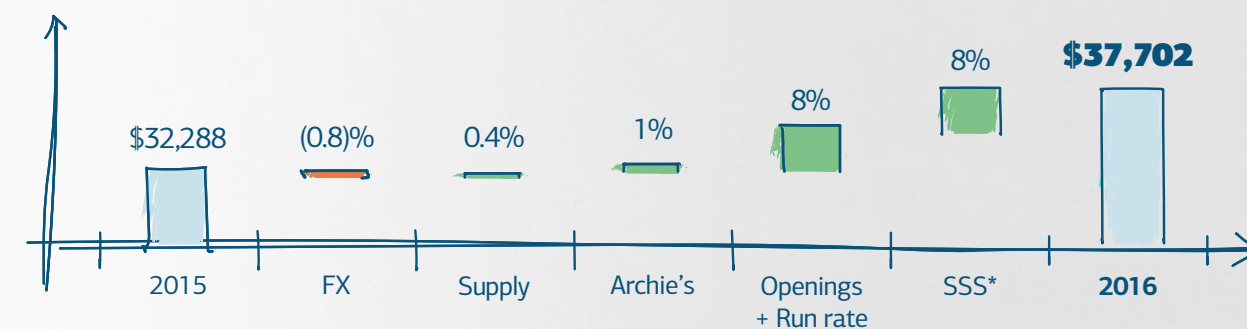 $32,288
(0.8)%
0.4%
1%
8%
8%
$37,702
2015
FX
Supply
Archie's
Openings
+ Run rate
SSS*
2016